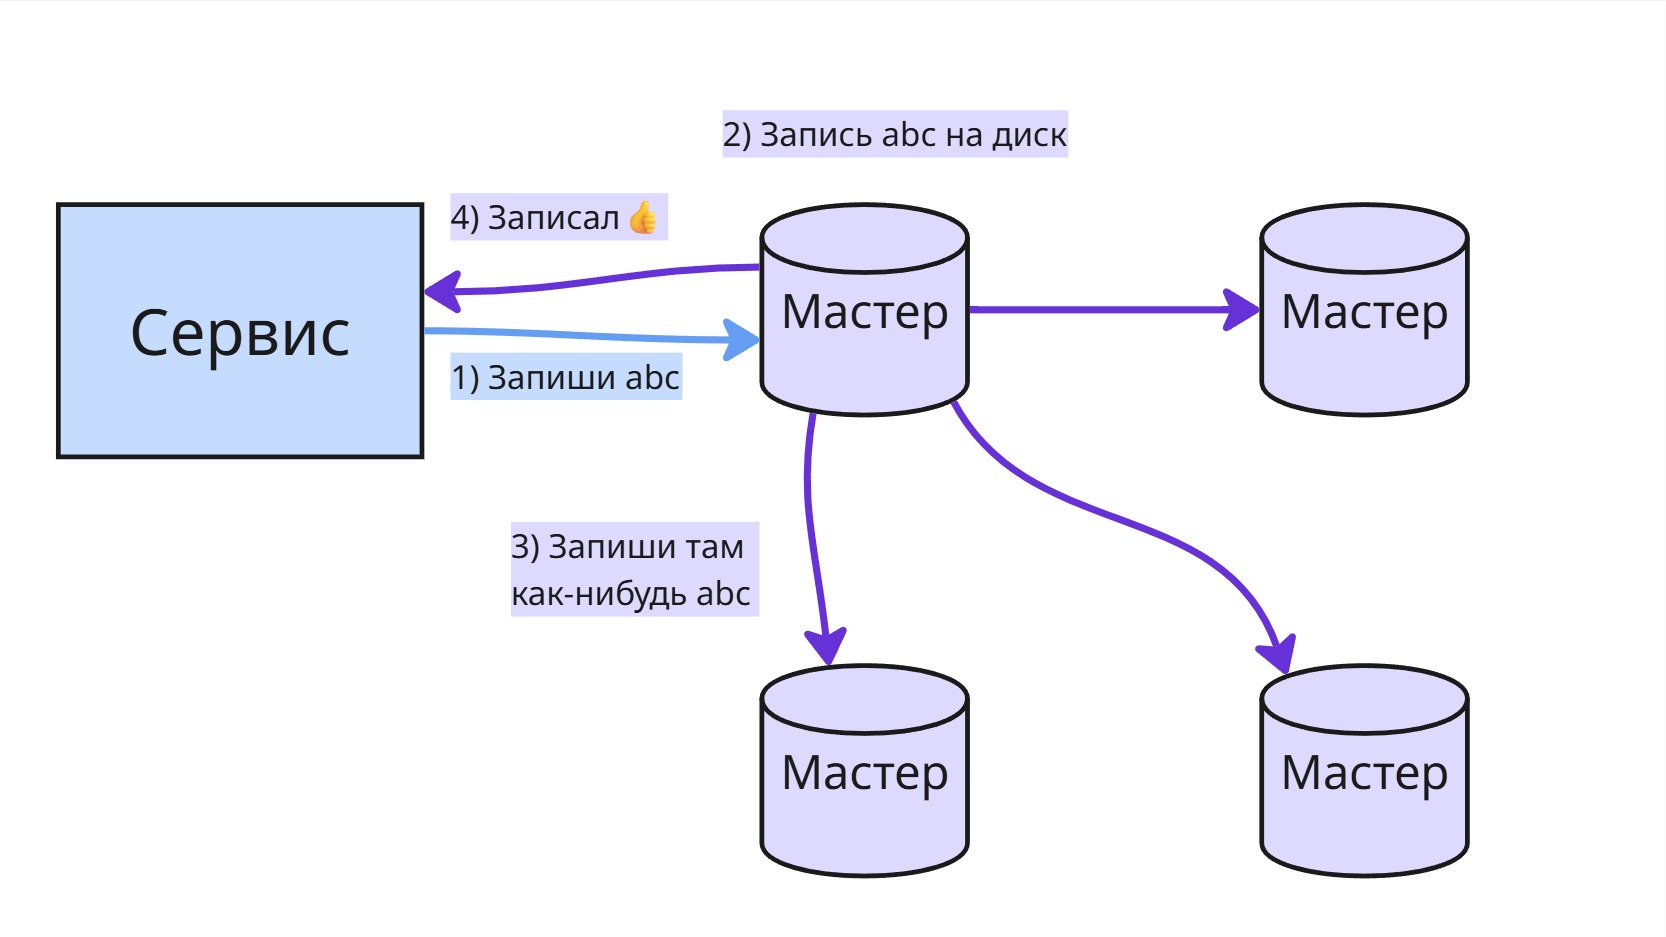 2) Запись abc на диск
4) Записал 👍
Сервис
Мастер
Мастер
1) Запиши abc
3) Запиши там
как-нибудь abc
Мастер
Мастер